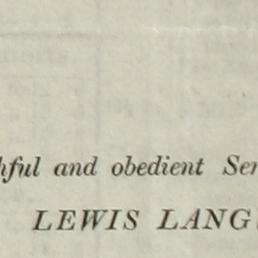 hful and obedient Ser
LEWIS LANG